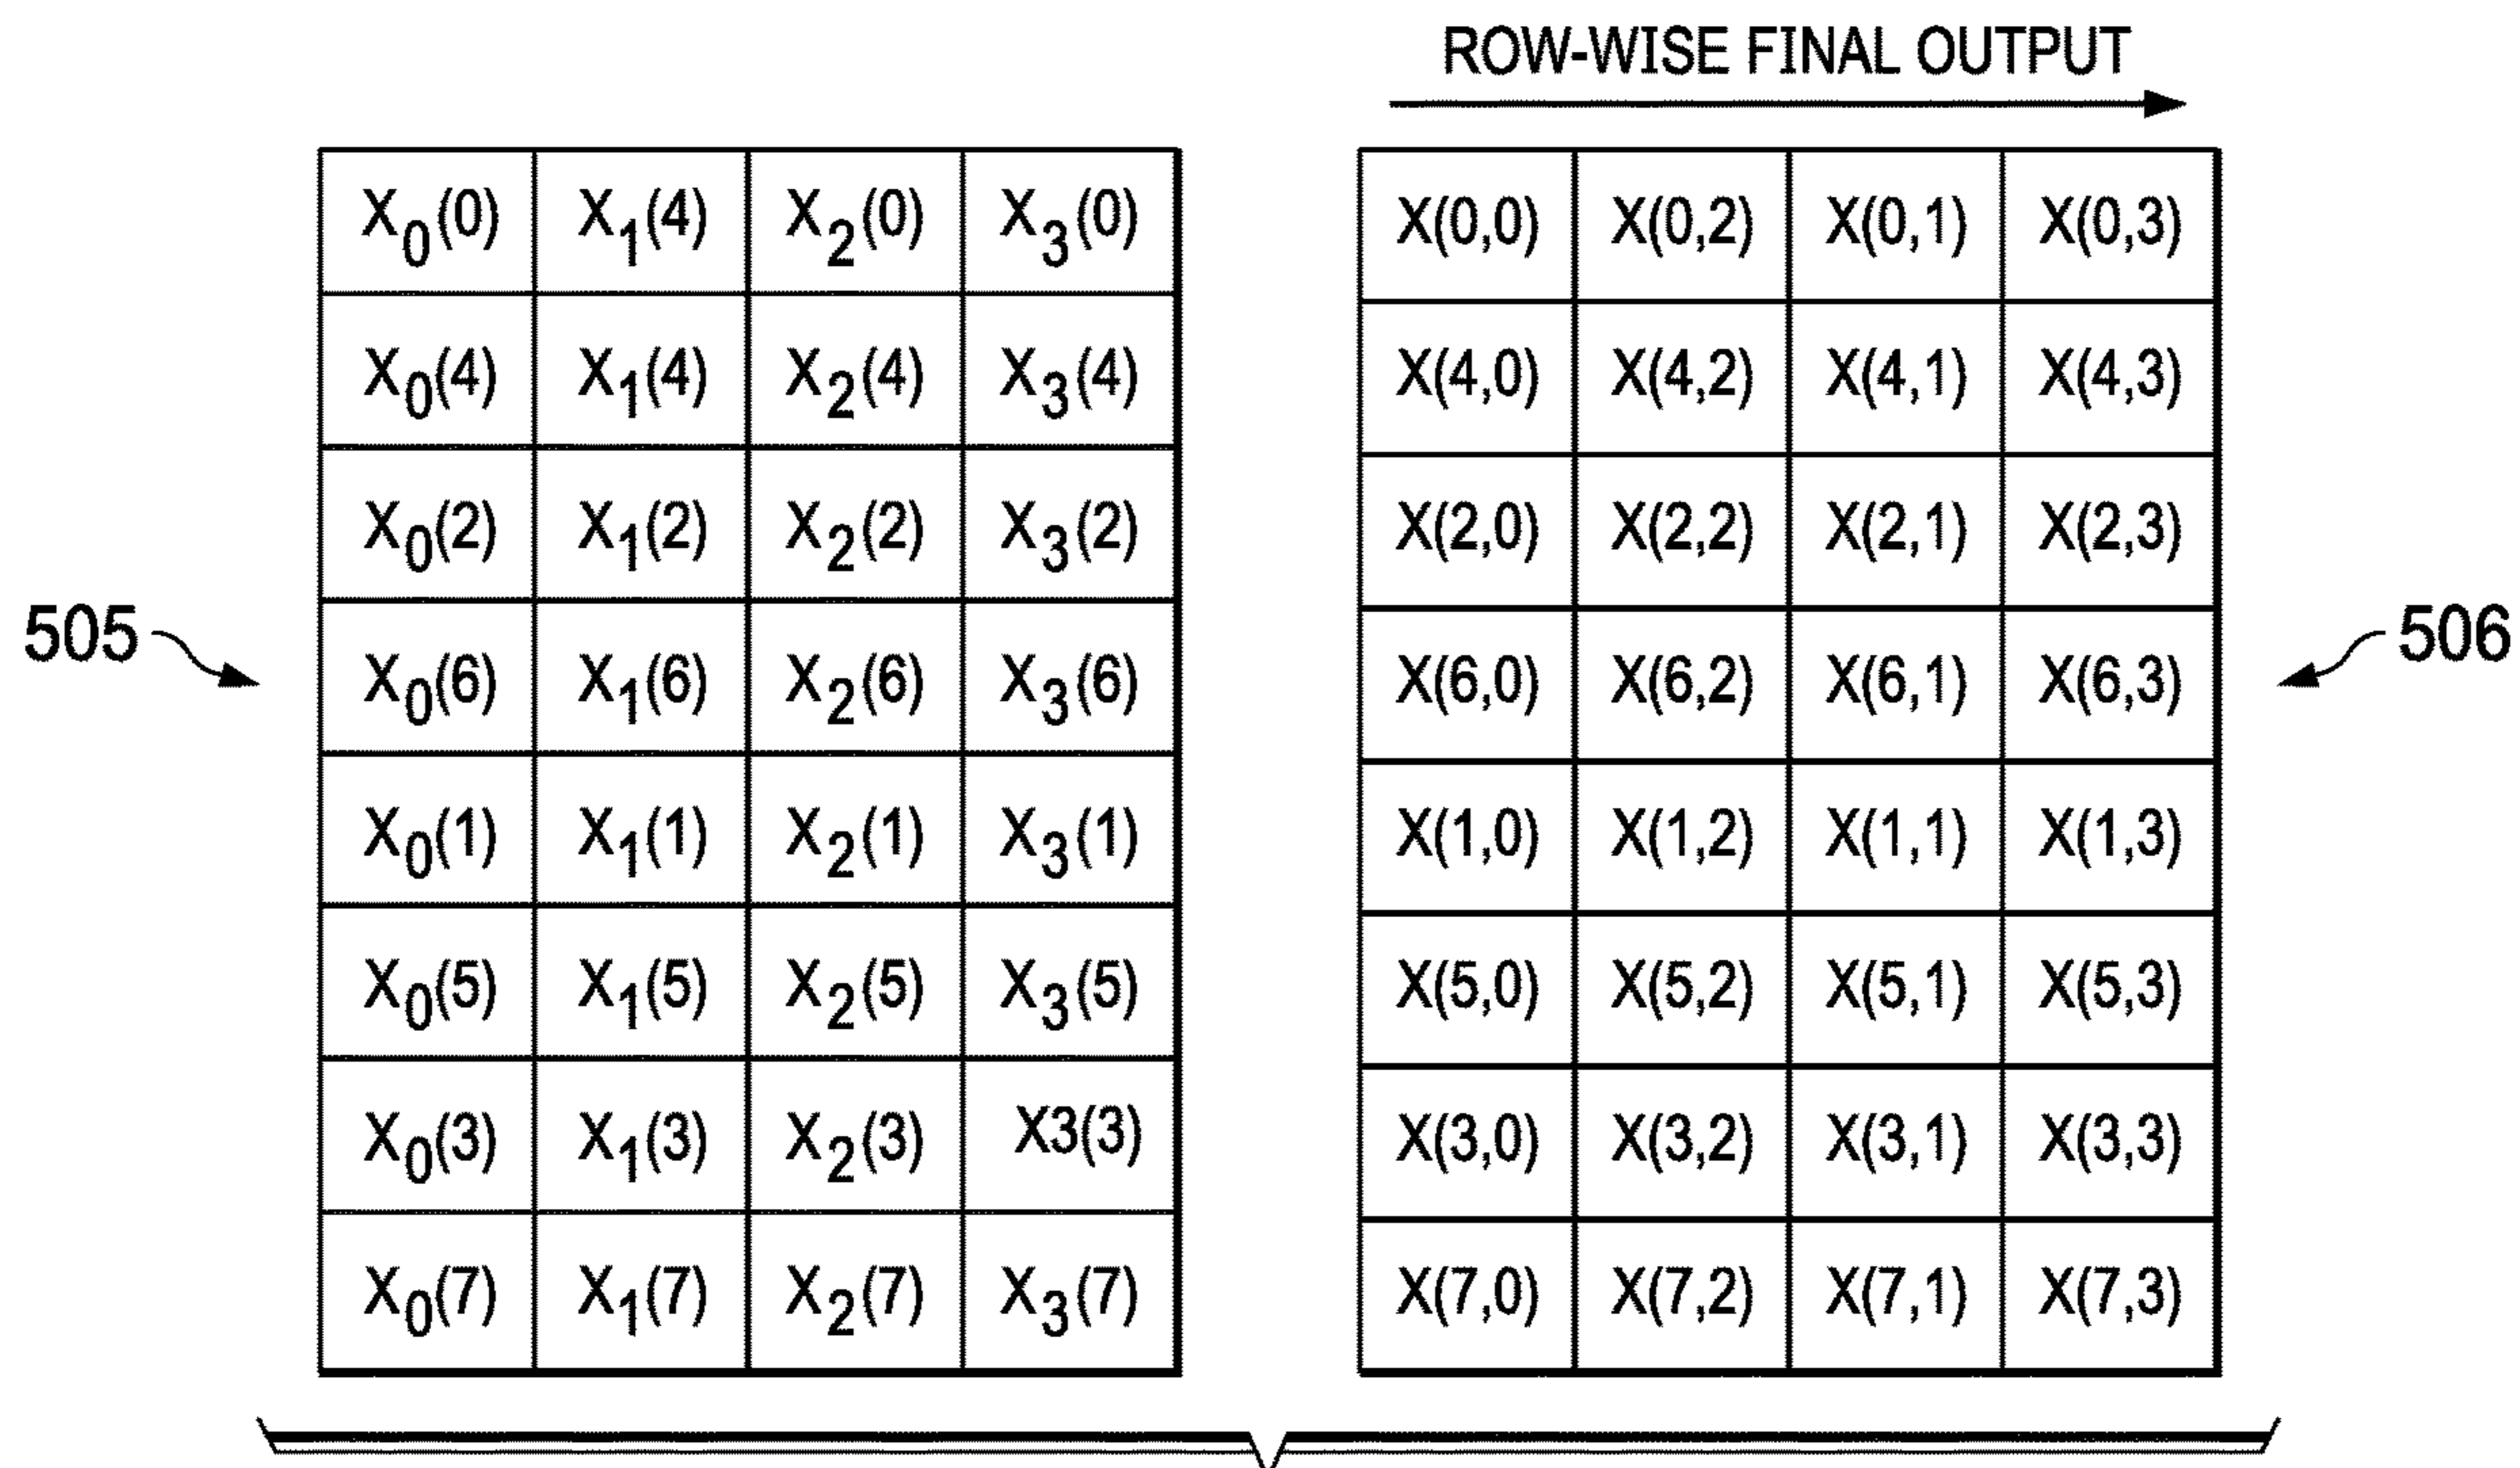 ROW-WISE FINAL OUTPUT
X₀(0) X₁(4) X₂(0) X₃(0)
X₀(4) X₁(4) X₂(4) X₃(4)
X₀(2) X₁(2) X₂(2) X₃(2)
X₀(6) X₁(6) X₂(6) X₃(6)
X₀(1) X₁(1) X₂(1) X₃(1)
X₀(5) X₁(5) X₂(5) X₃(5)
X₀(3) X₁(3) X₂(3) X3(3)
X₀(7) X₁(7) X₂(7) X₃(7)
505
X(0,0) X(0,2) X(0,1) X(0,3)
X(4,0) X(4,2) X(4,1) X(4,3)
X(2,0) X(2,2) X(2,1) X(2,3)
X(6,0) X(6,2) X(6,1) X(6,3)
X(1,0) X(1,2) X(1,1) X(1,3)
X(5,0) X(5,2) X(5,1) X(5,3)
X(3,0) X(3,2) X(3,1) X(3,3)
X(7,0) X(7,2) X(7,1) X(7,3)
506